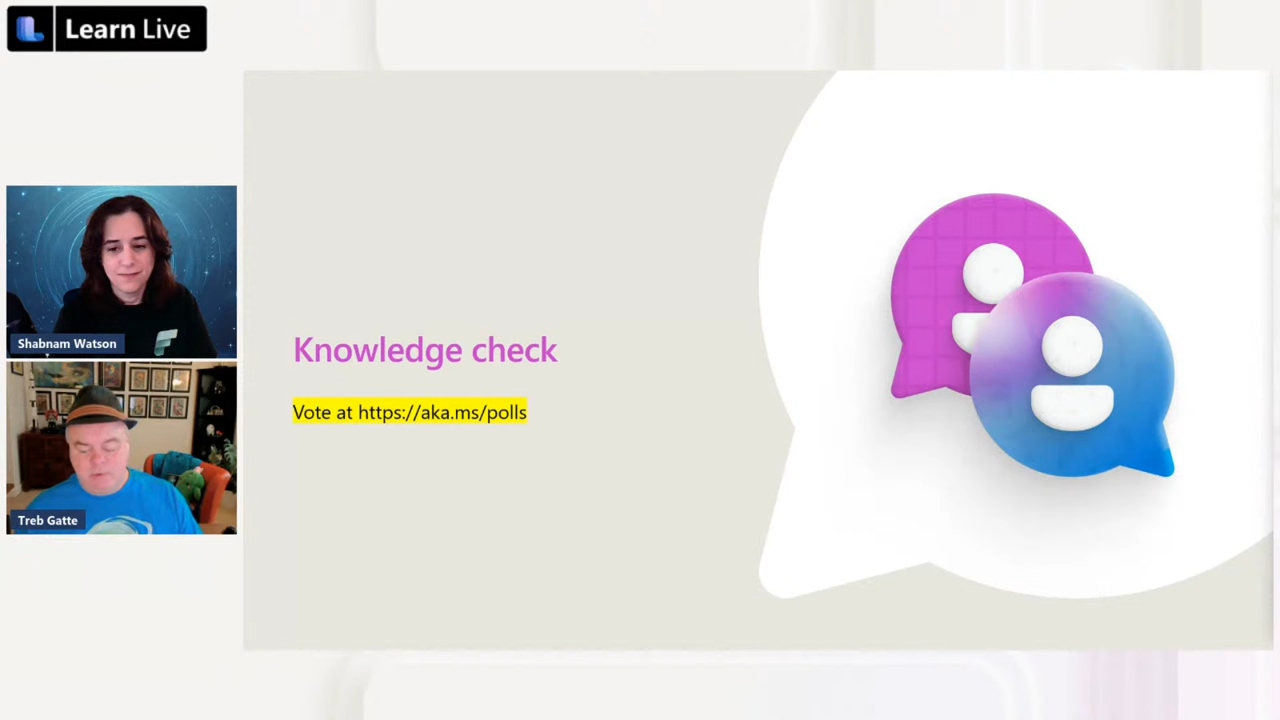 Learn Live
Shabnam Watson
Treb Gatte
Knowledge check
Vote at https://aka.ms/polls